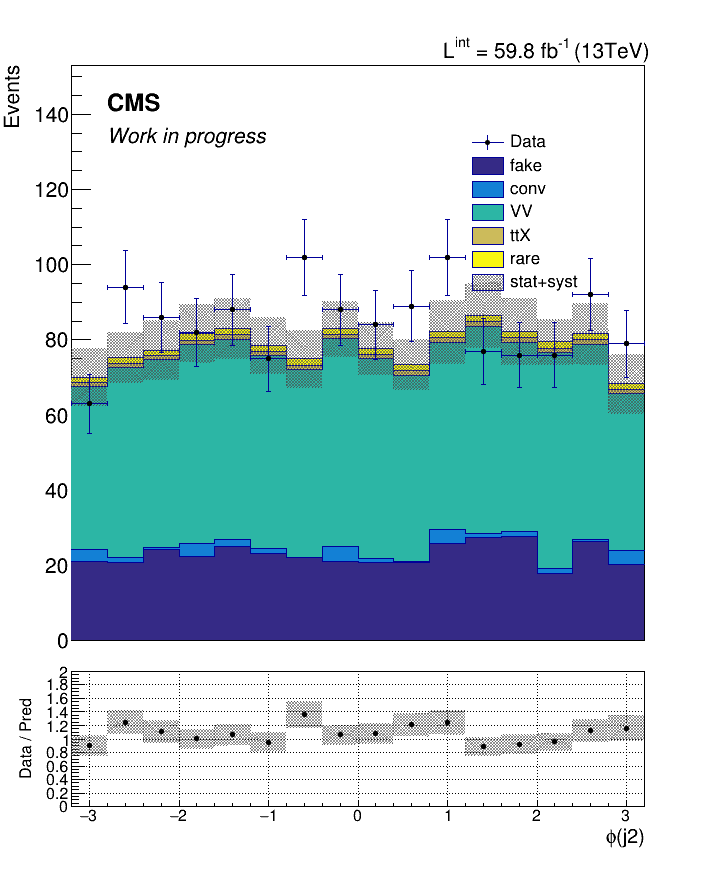 L^int = 59.8 fb^-1 (13TeV)
Events
CMS
Work in progress
Data
fake
conv
VV
ttX
rare
stat+syst
140
120
100
80
60
40
20
0
Data / Pred
2
1.8
1.6
1.4
1.2
1
0.8
0.6
0.4
0.2
0
−3 −2 −1 0 1 2 3
ϕ(j2)